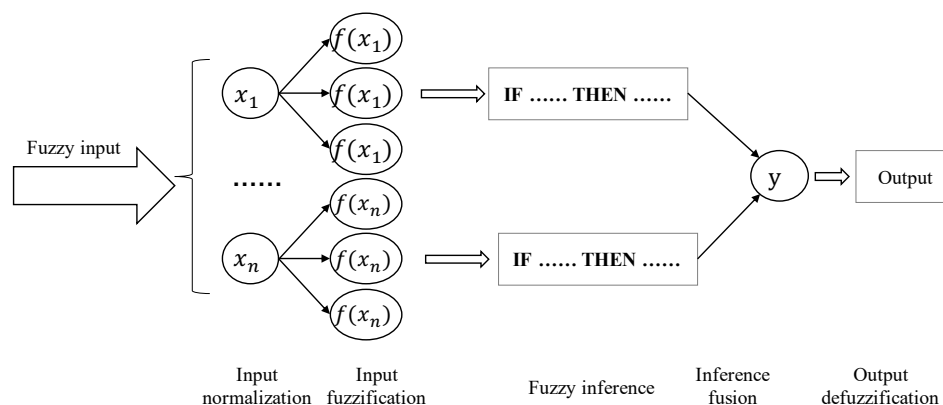 f(x₁)
x₁
f(x₁)
IF …… THEN ……
f(x₁)
Fuzzy input
……
y
Output
f(xₙ)
xₙ
f(xₙ)
IF …… THEN ……
f(xₙ)
Input
normalization
Input
fuzzification
Fuzzy inference
Inference
fusion
Output
defuzzification